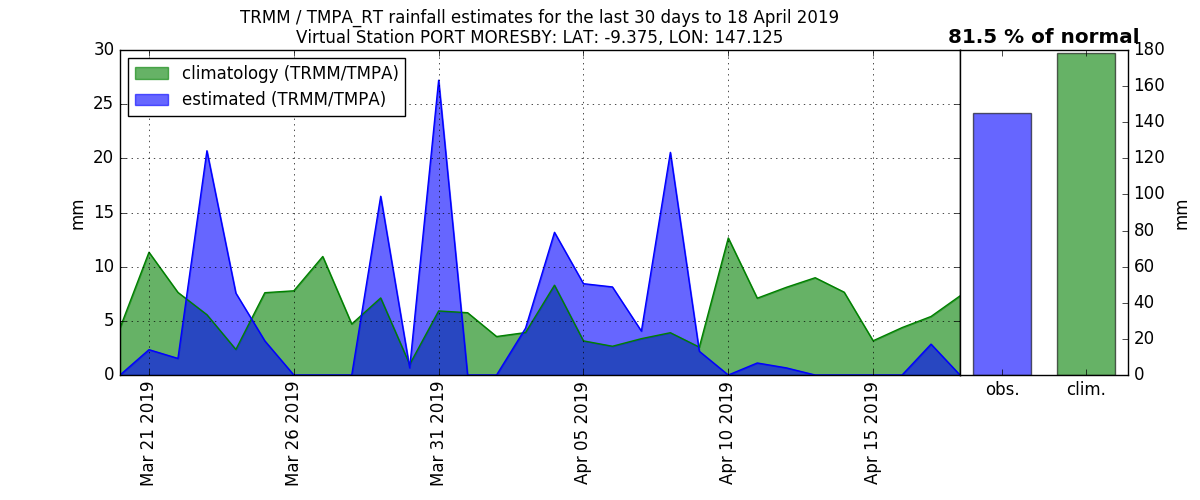 TRMM / TMPA_RT rainfall estimates for the last 30 days to 18 April 2019
Virtual Station PORT MORESBY: LAT: -9.375, LON: 147.125
81.5 % of normal
climatology (TRMM/TMPA)
estimated (TRMM/TMPA)
30
25
20
15
10
5
0
mm
Mar 21 2019
Mar 26 2019
Mar 31 2019
Apr 05 2019
Apr 10 2019
Apr 15 2019
obs.
clim.
180
160
140
120
100
80
60
40
20
0
mm